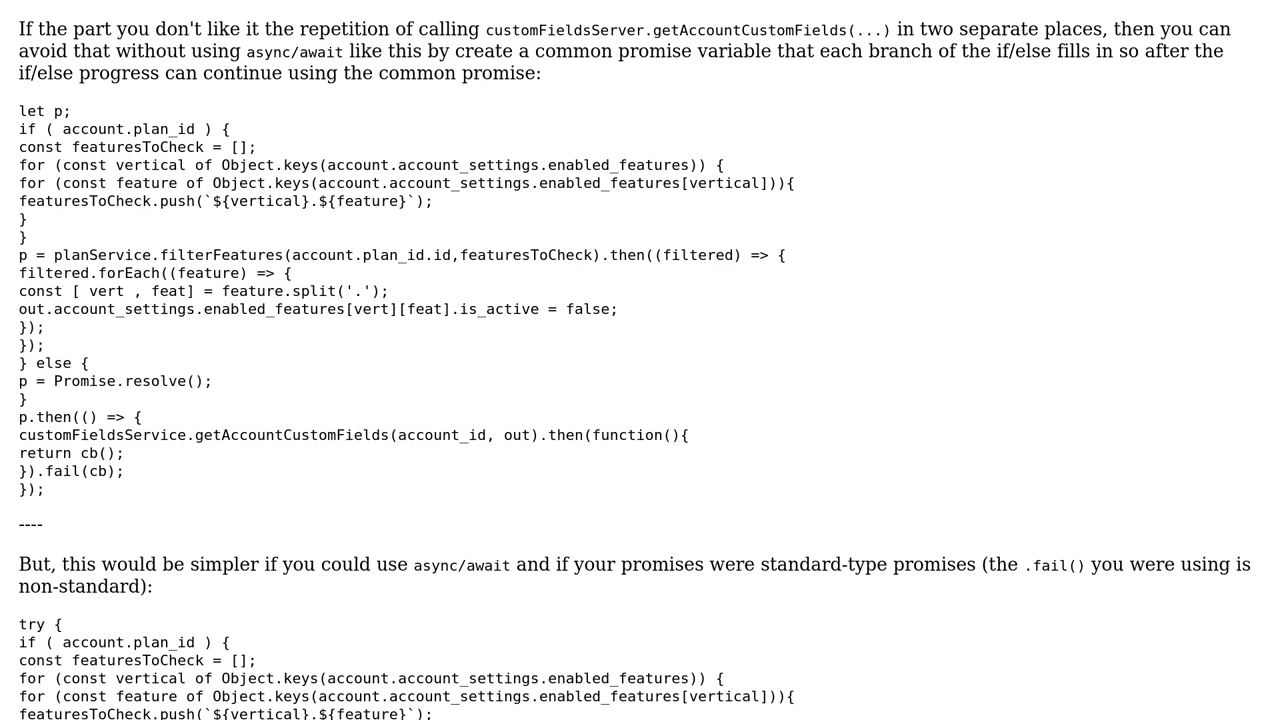 If the part you don't like it the repetition of calling customFieldsServer.getAccountCustomFields(...) in two separate places, then you can
avoid that without using async/await like this by create a common promise variable that each branch of the if/else fills in so after the
if/else progress can continue using the common promise:
let p;
if ( account.plan_id ) {
const featuresToCheck = [];
for (const vertical of Object.keys(account.account_settings.enabled_features)) {
for (const feature of Object.keys(account.account_settings.enabled_features[vertical])){
featuresToCheck.push(`${vertical}.${feature}`);
}
}
p = planService.filterFeatures(account.plan_id.id,featuresToCheck).then((filtered) => {
filtered.forEach((feature) => {
const [ vert , feat] = feature.split('.');
out.account_settings.enabled_features[vert][feat].is_active = false;
});
});
} else {
p = Promise.resolve();
}
p.then(() => {
customFieldsService.getAccountCustomFields(account_id, out).then(function(){
return cb();
}).fail(cb);
});
----
But, this would be simpler if you could use async/await and if your promises were standard-type promises (the .fail() you were using is
non-standard):
try {
if ( account.plan_id ) {
const featuresToCheck = [];
for (const vertical of Object.keys(account.account_settings.enabled_features)) {
for (const feature of Object.keys(account.account_settings.enabled_features[vertical])){
featuresToCheck.push(`${vertical}.${feature}`);